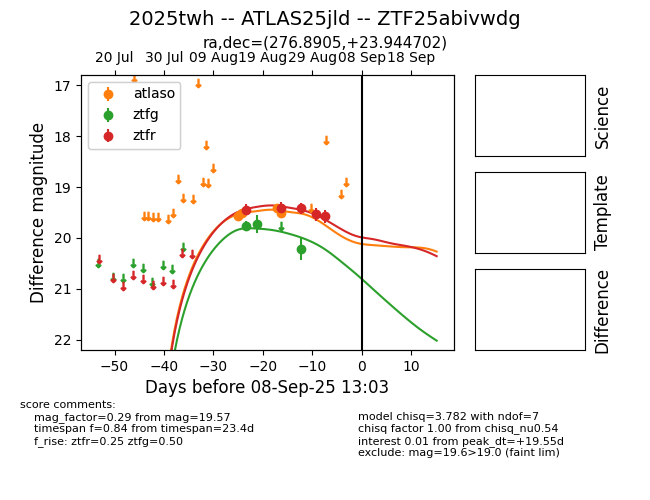 2025twh -- ATLAS25jld -- ZTF25abivwdg
ra,dec=(276.8905,+23.944702)
20 Jul 30 Jul 09 Aug 19 Aug 29 Aug 08 Sep 18 Sep
atlaso
ztfg
ztfr
Difference magnitude
17
18
19
20
21
22
−50 −40 −30 −20 −10 0 10
Days before 08-Sep-25 13:03
Science
Template
Difference
score comments:
mag_factor=0.29 from mag=19.57
timespan f=0.84 from timespan=23.4d
f_rise: ztfr=0.25 ztfg=0.50
model chisq=3.782 with ndof=7
chisq factor 1.00 from chisq_nu0.54
interest 0.01 from peak_dt=+19.55d
exclude: mag=19.6>19.0 (faint lim)